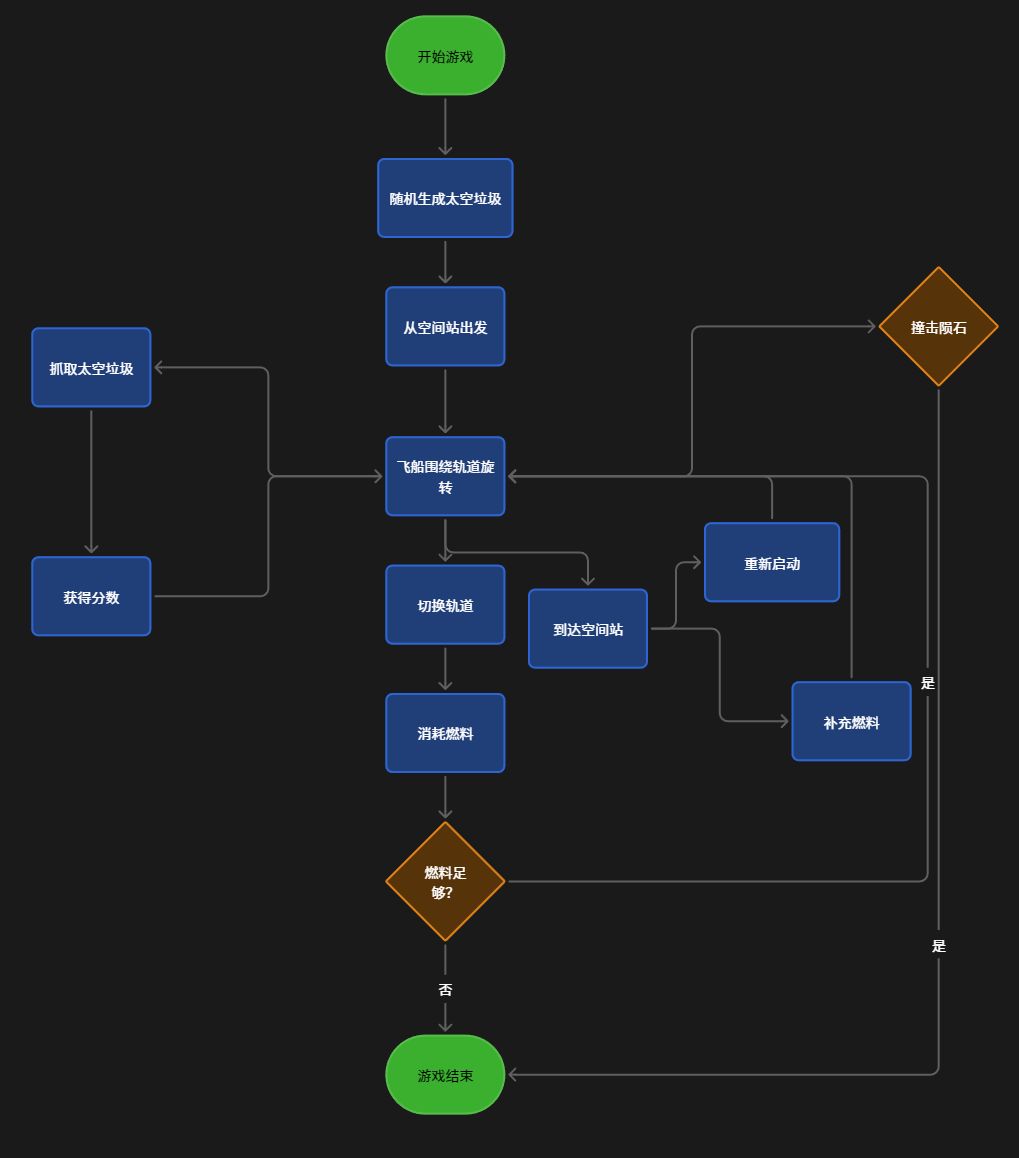 开始游戏
随机生成太空垃圾
从空间站出发
撞击陨石
抓取太空垃圾
飞船围绕轨道旋
转
重新启动
获得分数
切换轨道
到达空间站
是
补充燃料
消耗燃料
燃料足
够?
是
否
游戏结束